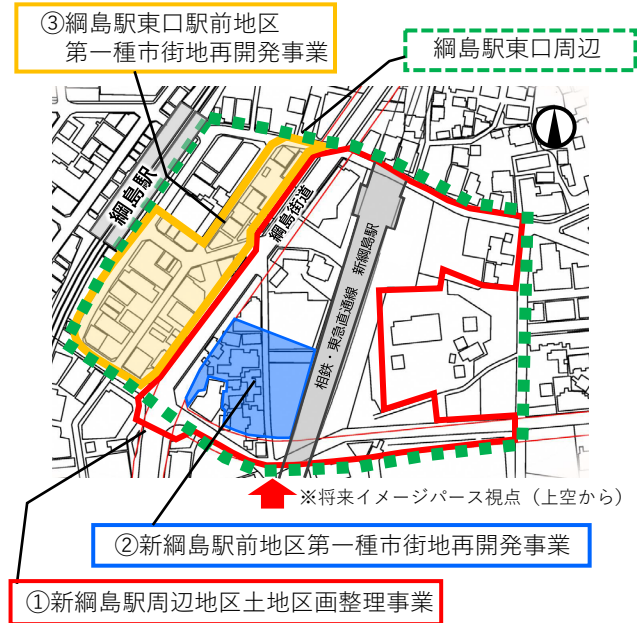 ③綱島駅東口駅前地区
第一種市街地再開発事業
綱島駅東口周辺
綱島駅
綱島街道
相鉄・東急直通線 新綱島駅
※将来イメージパース視点（上空から）
②新綱島駅前地区第一種市街地再開発事業
①新綱島駅周辺地区土地区画整理事業